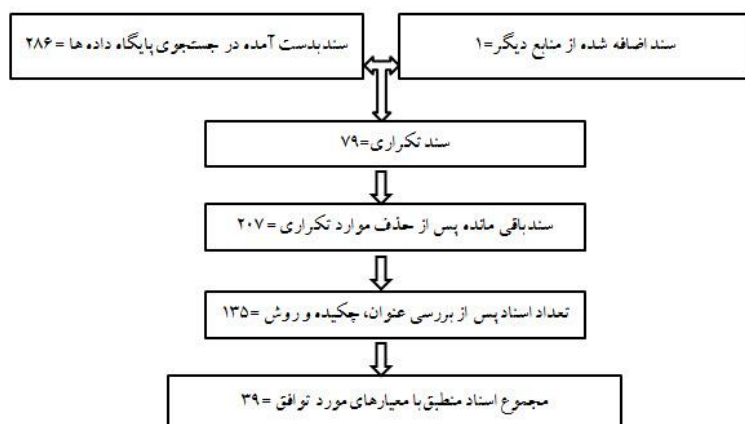 سند اضافه شده از منابع دیگر=۱
سند بدست آمده در جستجوی پایگاه داده ها = ۲۸۶
سند تکراری=۷۹
سند باقی مانده پس از حذف موارد تکراری = ۲۰۷
تعداد اسناد پس از بررسی عنوان، چکیده و روش =۱۳۵
مجموع اسناد منطبق با معیارهای مورد توافق = ۳۹